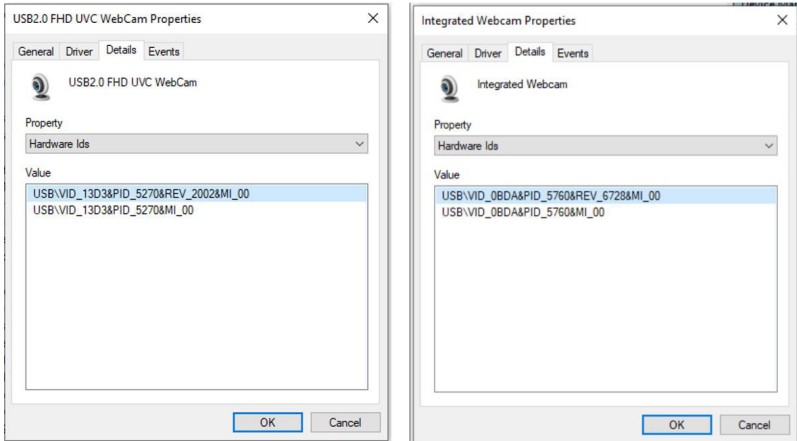 USB2.0 FHD UVC WebCam Properties
General Driver Details Events
USB2.0 FHD UVC WebCam
Property
Hardware Ids
Value
USB\VID_13D3&PID_5270&REV_2002&MI_00
USB\VID_13D3&PID_5270&MI_00
OK Cancel
Integrated Webcam Properties
General Driver Details Events
Integrated Webcam
Property
Hardware Ids
Value
USB\VID_0BDA&PID_5760&REV_6728&MI_00
USB\VID_0BDA&PID_5760&MI_00
OK Cancel